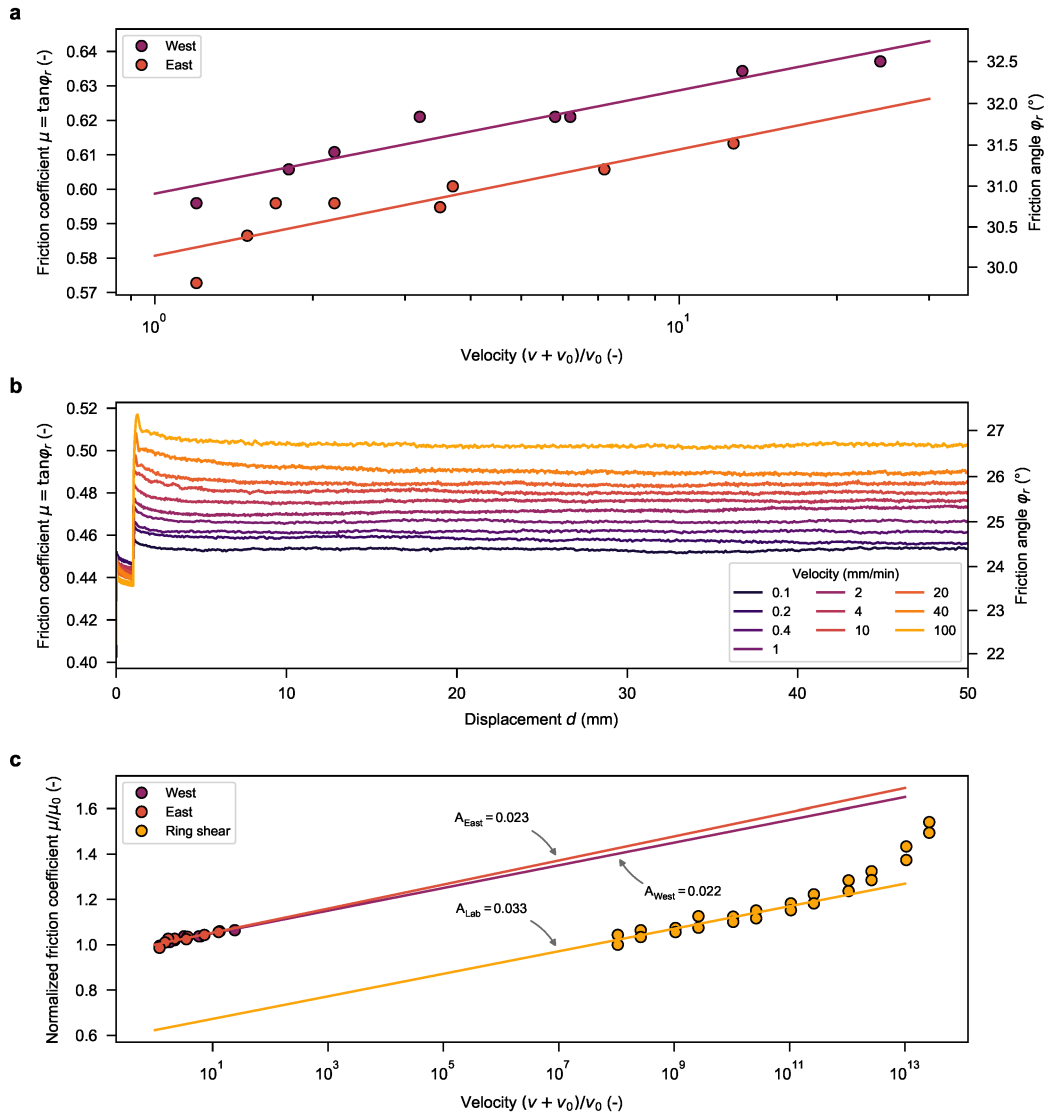 a
West
East
0.64
0.63
0.62
0.61
0.60
0.59
0.58
0.57
Friction coefficient μ = tanφᵣ (-)
32.5
32.0
31.5
31.0
30.5
30.0
Friction angle φᵣ (°)
10⁰
10¹
Velocity (v + v₀)/v₀ (-)
b
0.52
0.50
0.48
0.46
0.44
0.42
0.40
Friction coefficient μ = tanφᵣ (-)
27
26
25
24
23
22
Friction angle φᵣ (°)
Velocity (mm/min)
0.1 2 20
0.2 4 40
0.4 10 100
1
0 10 20 30 40 50
Displacement d (mm)
c
West
East
Ring shear
1.6
1.4
1.2
1.0
0.8
0.6
Normalized friction coefficient μ/μ₀ (-)
A_East = 0.023
A_West = 0.022
A_Lab = 0.033
10¹ 10³ 10⁵ 10⁷ 10⁹ 10¹¹ 10¹³
Velocity (v + v₀)/v₀ (-)